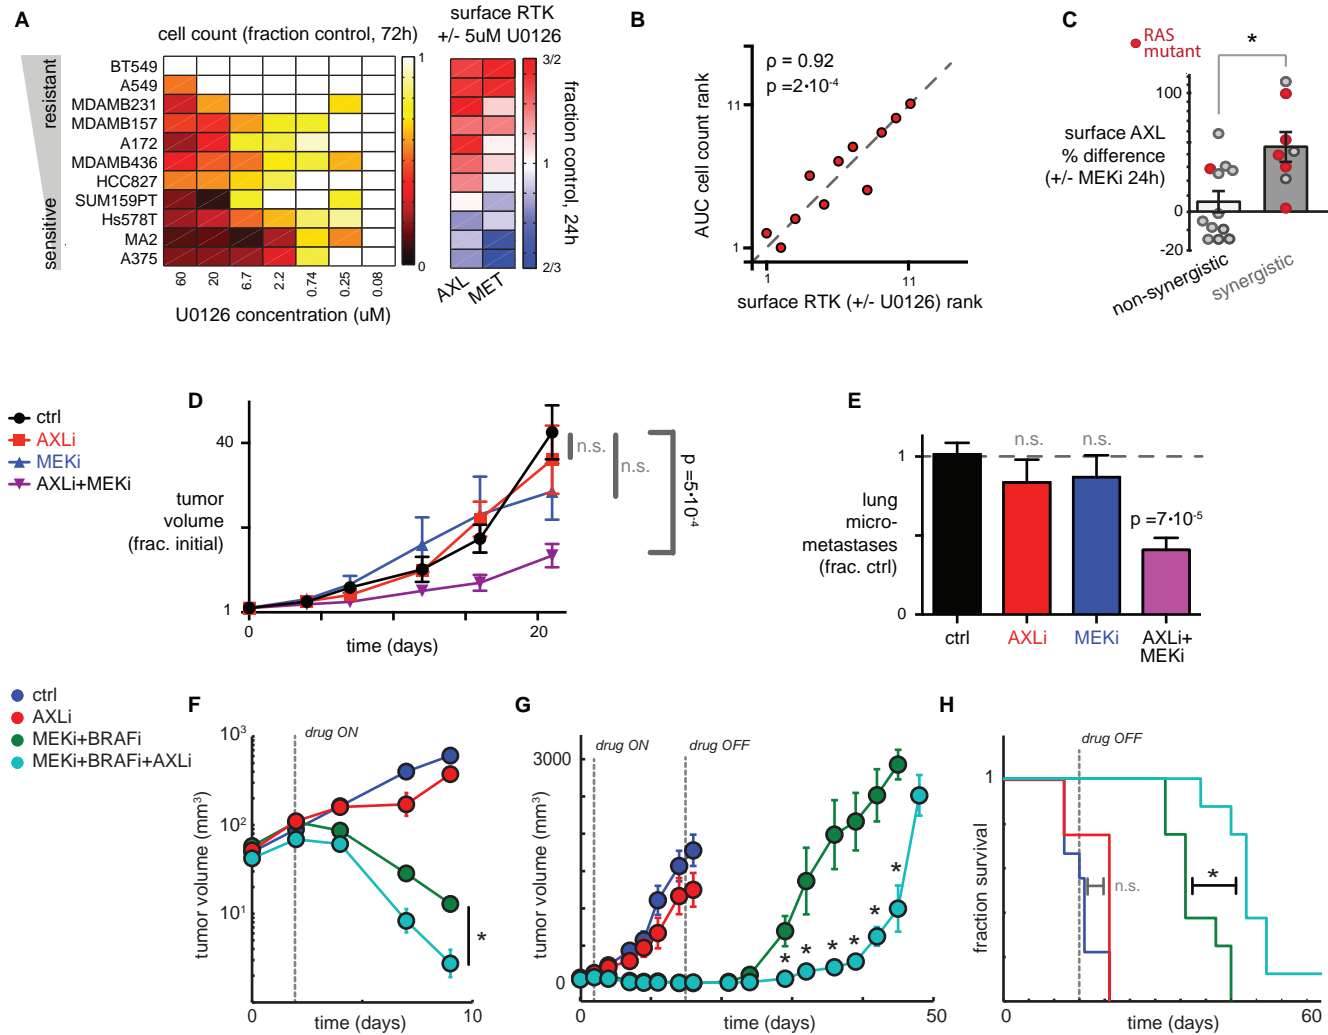 A
cell count (fraction control, 72h)
surface RTK
+/- 5uM U0126
resistant
sensitive
BT549
A549
MDAMB231
MDAMB157
A172
MDAMB436
HCC827
SUM159PT
Hs578T
MA2
A375
60
20
6.7
2.2
0.74
0.25
0.08
U0126 concentration (uM)
1
0
3/2
1
2/3
fraction control, 24h
AXL
MET
B
ρ = 0.92
p =2·10⁻⁴
AUC cell count rank
11
1
1
11
surface RTK (+/- U0126) rank
C
RAS
mutant
*
surface AXL
% difference
(+/- MEKi 24h)
100
0
-20
non-synergistic
synergistic
ctrl
AXLi
MEKi
AXLi+MEKi
D
tumor
volume
(frac. initial)
40
1
0
20
time (days)
n.s.
n.s.
p =5·10⁻⁴
E
lung
micro-
metastases
(frac. ctrl)
1
0
n.s.
n.s.
p =7·10⁻⁵
ctrl
AXLi
MEKi
AXLi+
MEKi
ctrl
AXLi
MEKi+BRAFi
MEKi+BRAFi+AXLi
F
drug ON
tumor volume (mm³)
10³
10²
10¹
*
0
10
time (days)
G
drug ON
drug OFF
tumor volume (mm³)
3000
0
*
*
*
*
*
*
0
50
time (days)
H
drug OFF
fraction survival
1
n.s.
*
0
60
time (days)